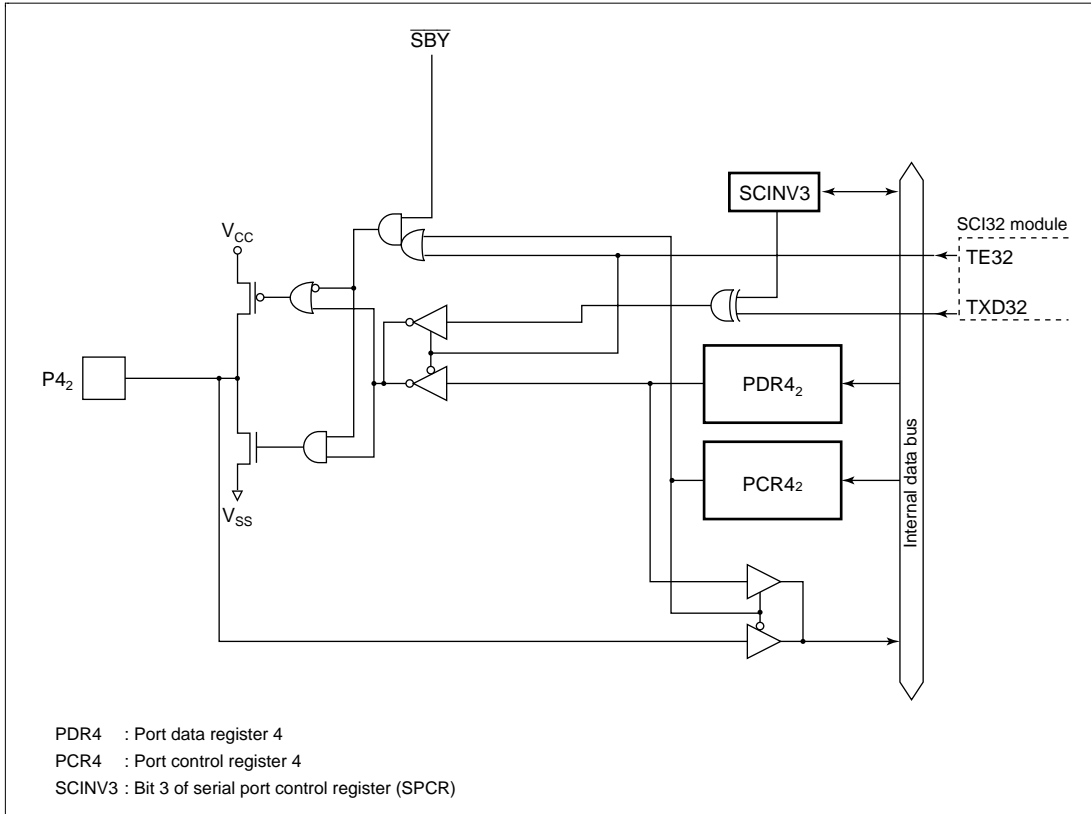 SBY
SCINV3
VCC
SCI32 module
TE32
TXD32
P42
PDR42
PCR42
Internal data bus
VSS
PDR4 : Port data register 4
PCR4 : Port control register 4
SCINV3 : Bit 3 of serial port control register (SPCR)